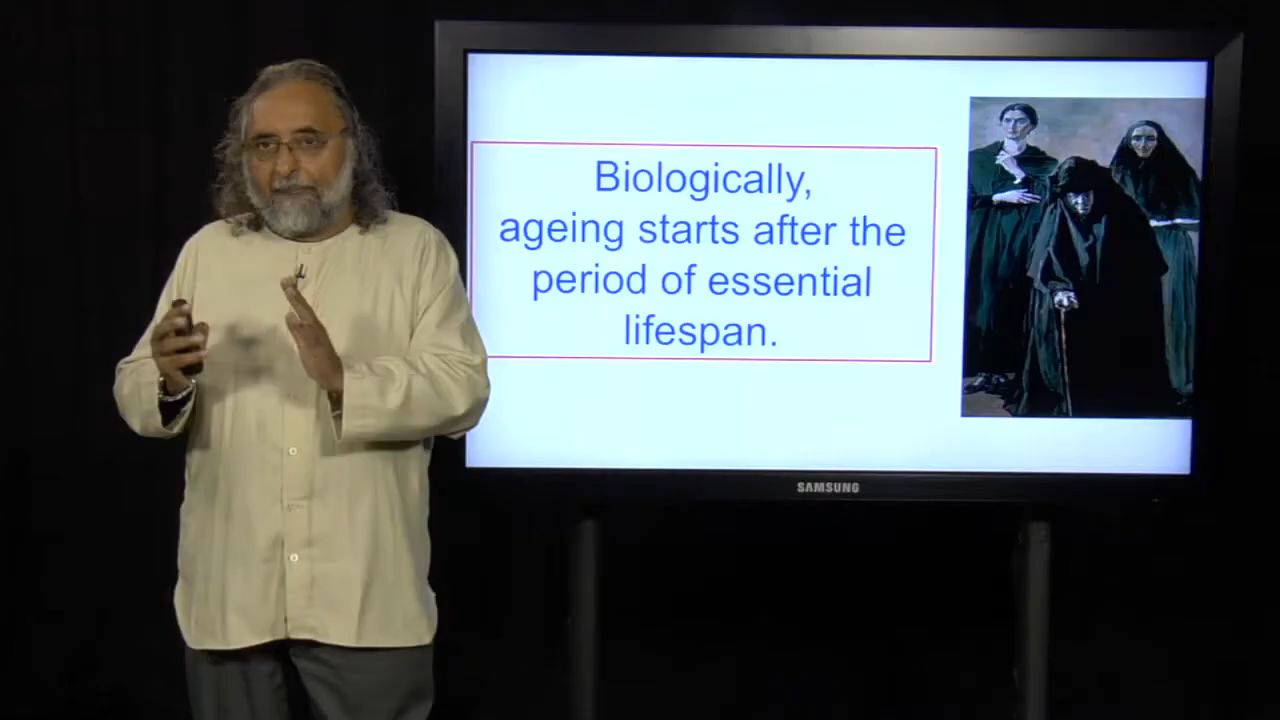 Biologically,
ageing starts after the
period of essential
lifespan.
SAMSUNG